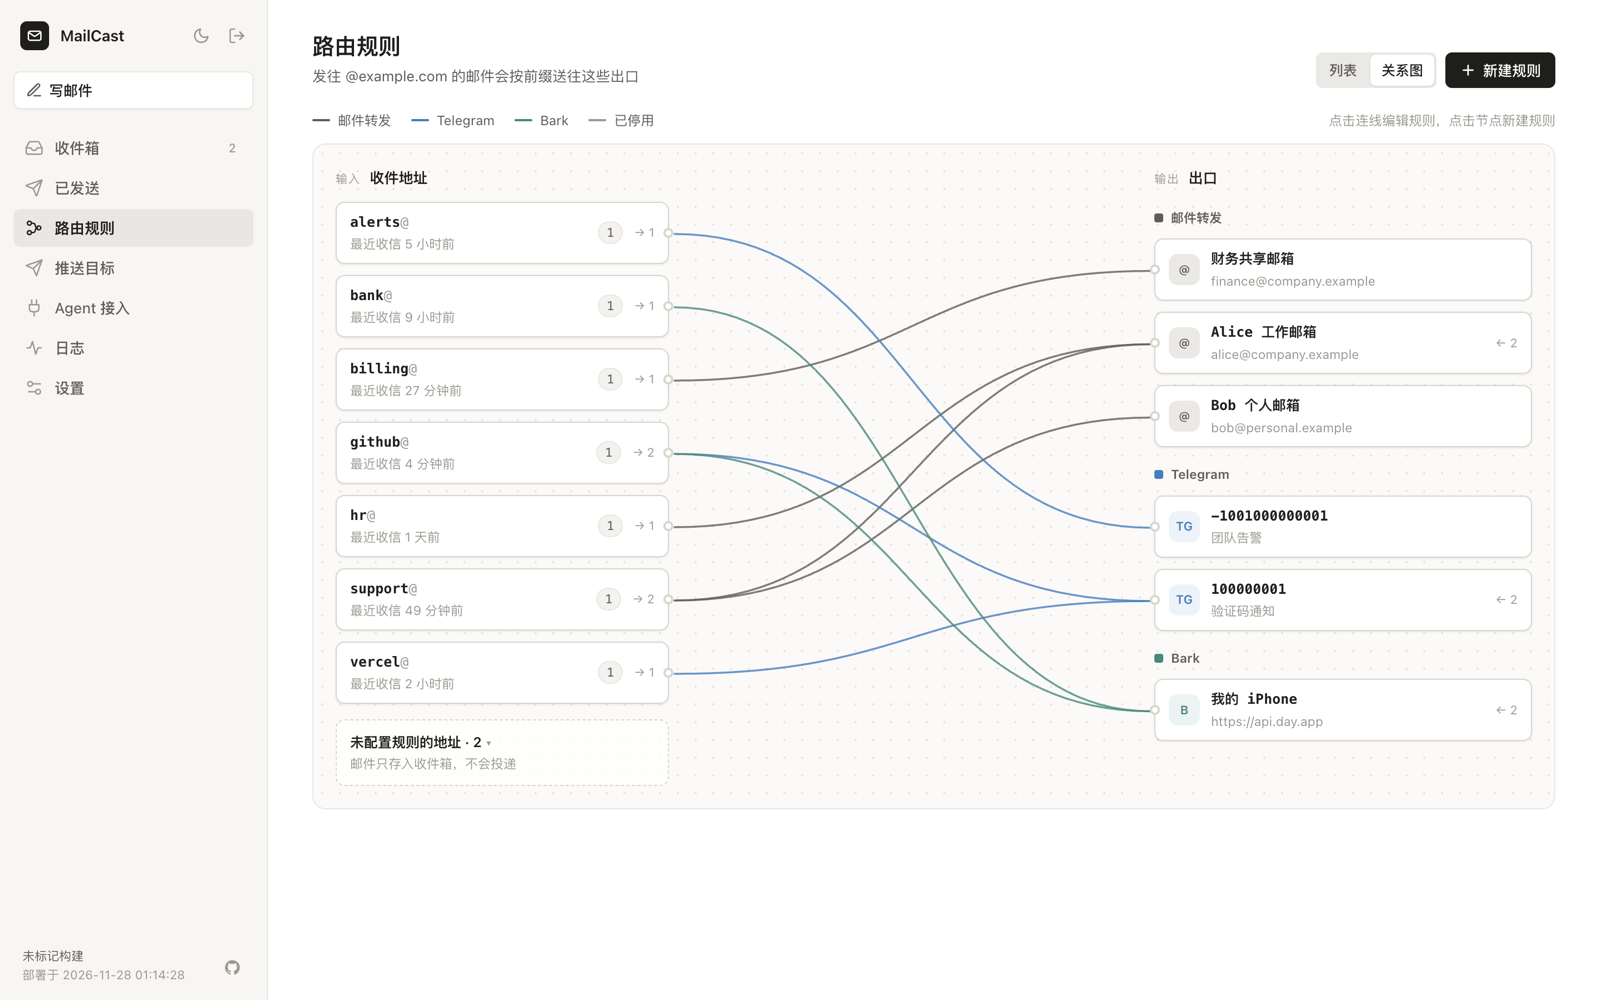 MailCast
写邮件
收件箱 2
已发送
路由规则
推送目标
Agent 接入
日志
设置
未标记构建
部署于 2026-11-28 01:14:28
路由规则
发往 @example.com 的邮件会按前缀送往这些出口
列表 关系图 + 新建规则
邮件转发 Telegram Bark 已停用
点击连线编辑规则，点击节点新建规则
输入 收件地址
alerts@
最近收信 5 小时前
1 → 1
bank@
最近收信 9 小时前
1 → 1
billing@
最近收信 27 分钟前
1 → 1
github@
最近收信 4 分钟前
1 → 2
hr@
最近收信 1 天前
1 → 1
support@
最近收信 49 分钟前
1 → 2
vercel@
最近收信 2 小时前
1 → 1
未配置规则的地址 · 2 ▾
邮件只存入收件箱，不会投递
输出 出口
邮件转发
@ 财务共享邮箱
finance@company.example
@ Alice 工作邮箱
alice@company.example
← 2
@ Bob 个人邮箱
bob@personal.example
Telegram
TG -1001000000001
团队告警
TG 100000001
验证码通知
← 2
Bark
B 我的 iPhone
https://api.day.app
← 2